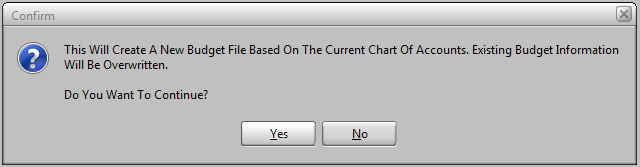 Confirm
This Will Create A New Budget File Based On The Current Chart Of Accounts. Existing Budget Information
Will Be Overwritten.
Do You Want To Continue?
Yes
No